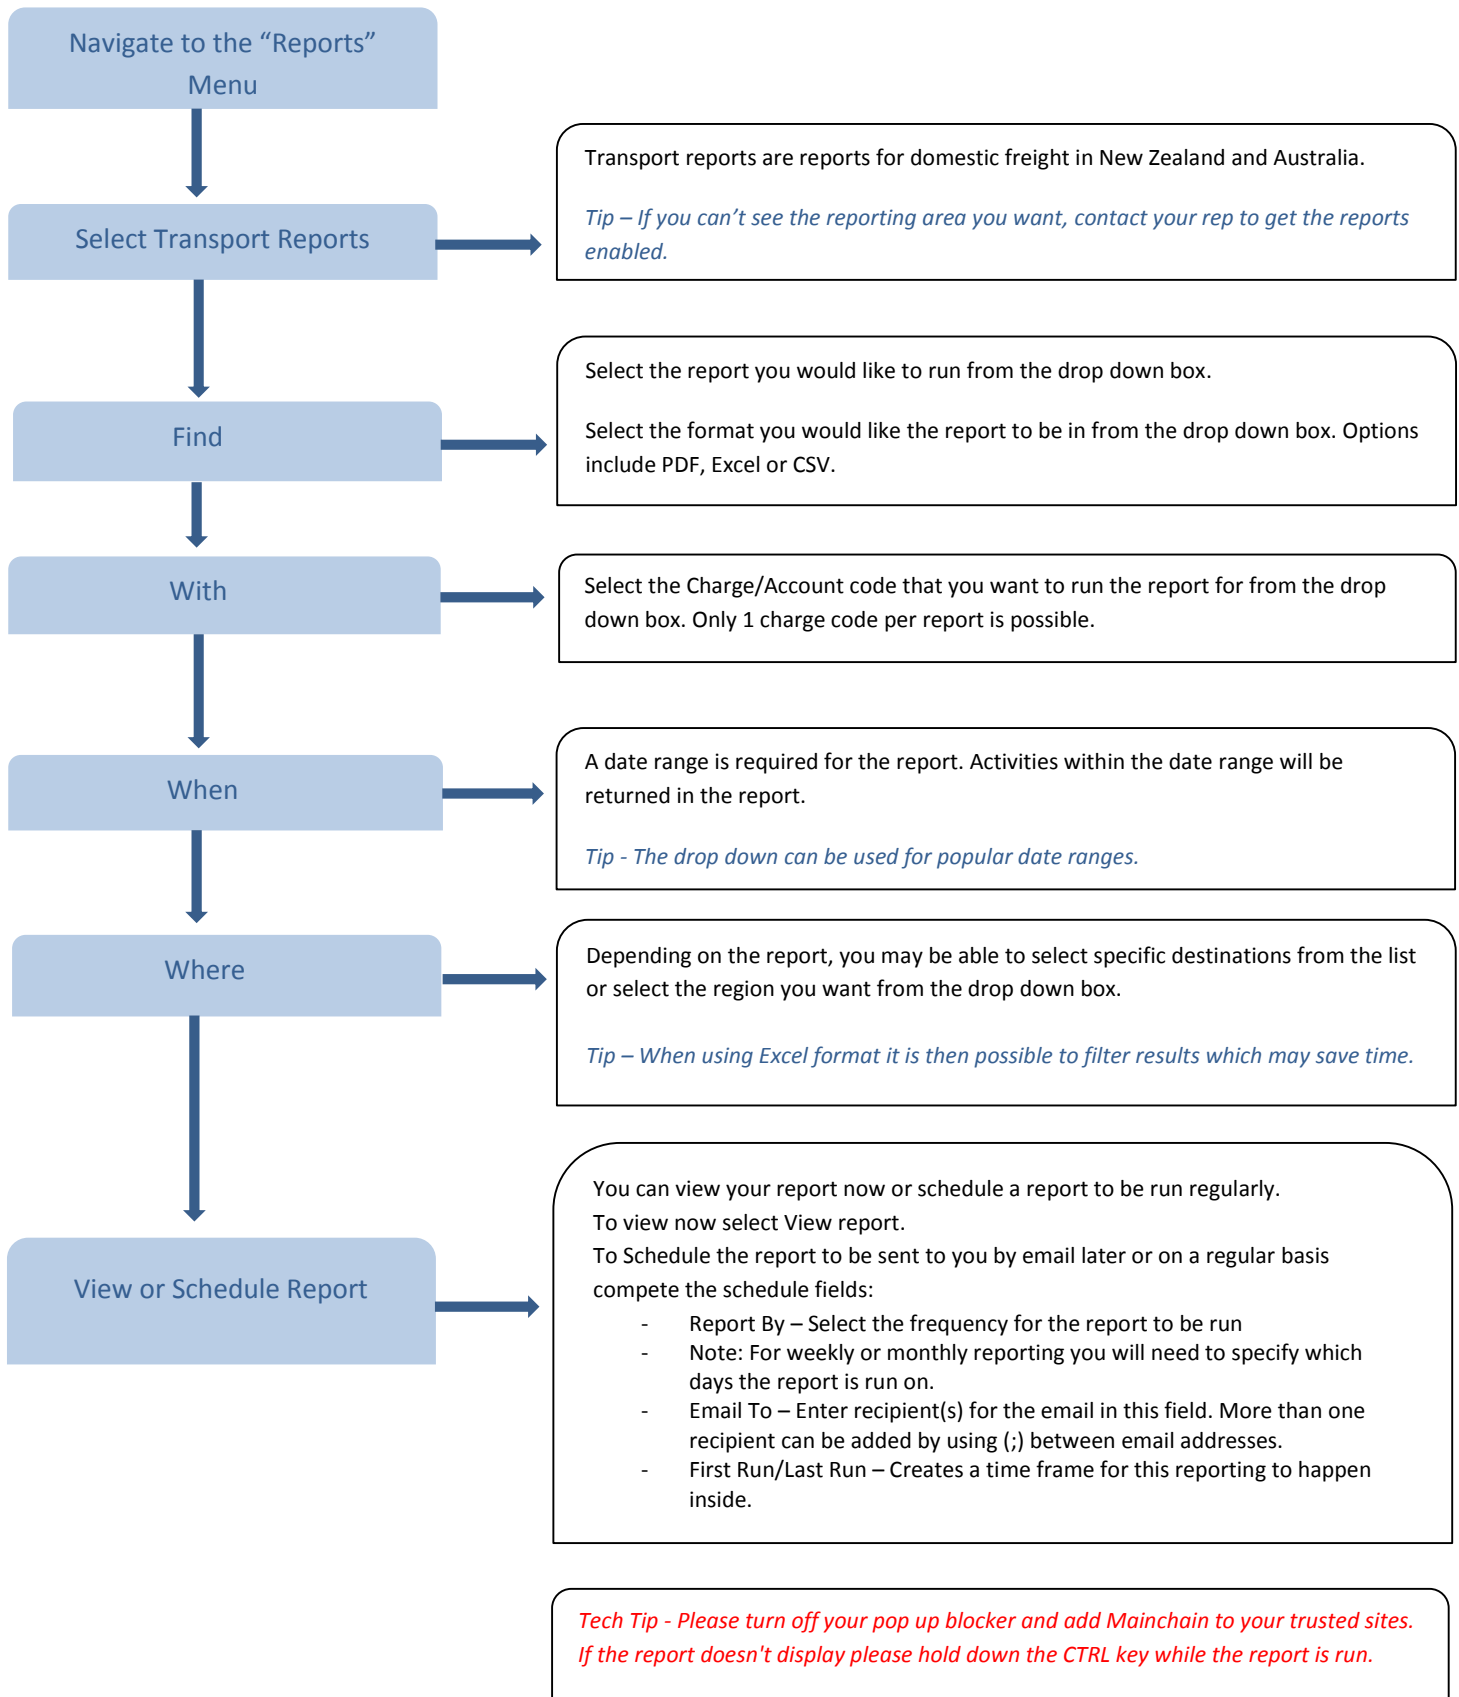 Navigate to the “Reports”
Menu
Transport reports are reports for domestic freight in New Zealand and Australia.
Tip – If you can’t see the reporting area you want, contact your rep to get the reports
enabled.
Select Transport Reports
Select the report you would like to run from the drop down box.
Select the format you would like the report to be in from the drop down box. Options
include PDF, Excel or CSV.
Find
Select the Charge/Account code that you want to run the report for from the drop
down box. Only 1 charge code per report is possible.
With
A date range is required for the report. Activities within the date range will be
returned in the report.
Tip - The drop down can be used for popular date ranges.
When
Depending on the report, you may be able to select specific destinations from the list
or select the region you want from the drop down box.
Tip – When using Excel format it is then possible to filter results which may save time.
Where
You can view your report now or schedule a report to be run regularly.
To view now select View report.
To Schedule the report to be sent to you by email later or on a regular basis
compete the schedule fields:
- Report By – Select the frequency for the report to be run
- Note: For weekly or monthly reporting you will need to specify which
days the report is run on.
- Email To – Enter recipient(s) for the email in this field. More than one
recipient can be added by using (;) between email addresses.
- First Run/Last Run – Creates a time frame for this reporting to happen
inside.
View or Schedule Report
Tech Tip - Please turn off your pop up blocker and add Mainchain to your trusted sites.
If the report doesn't display please hold down the CTRL key while the report is run.